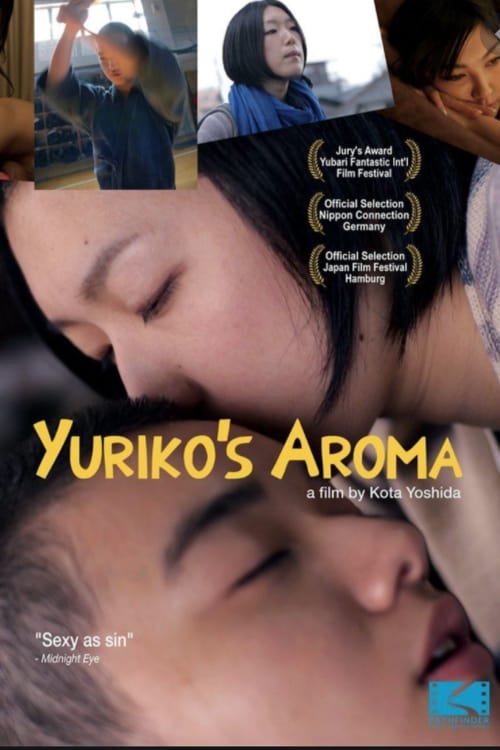 Jury's Award
Yubari Fantastic Int'l
Film Festival
Official Selection
Nippon Connection
Germany
Official Selection
Japan Film Festival
Hamburg
YURIKO'S AROMA
a film by Kota Yoshida
"Sexy as sin"
- Midnight Eye
PATHFINDER